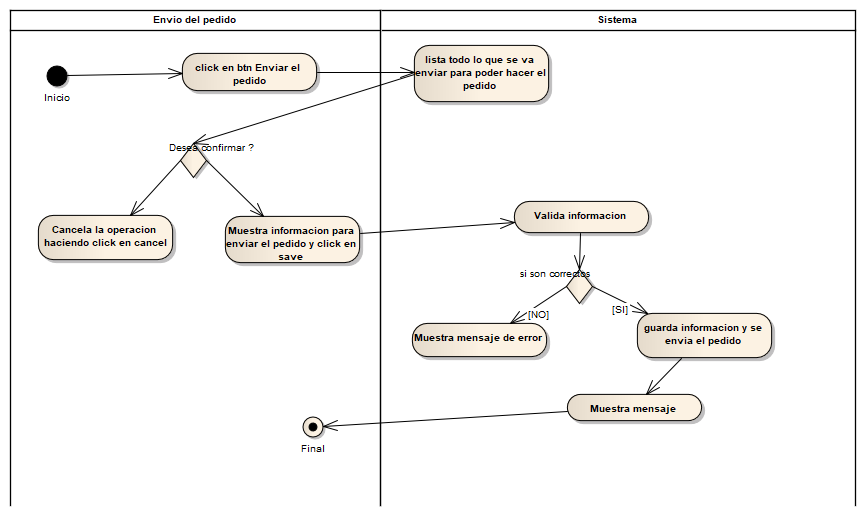 Envio del pedido
Sistema
Inicio
click en btn Enviar el
pedido
lista todo lo que se va
enviar para poder hacer el
pedido
Desea confirmar ?
Cancela la operacion
haciendo click en cancel
Muestra informacion para
enviar el pedido y click en
save
Valida informacion
si son correctos
[NO]
[SI]
Muestra mensaje de error
guarda informacion y se
envia el pedido
Muestra mensaje
Final